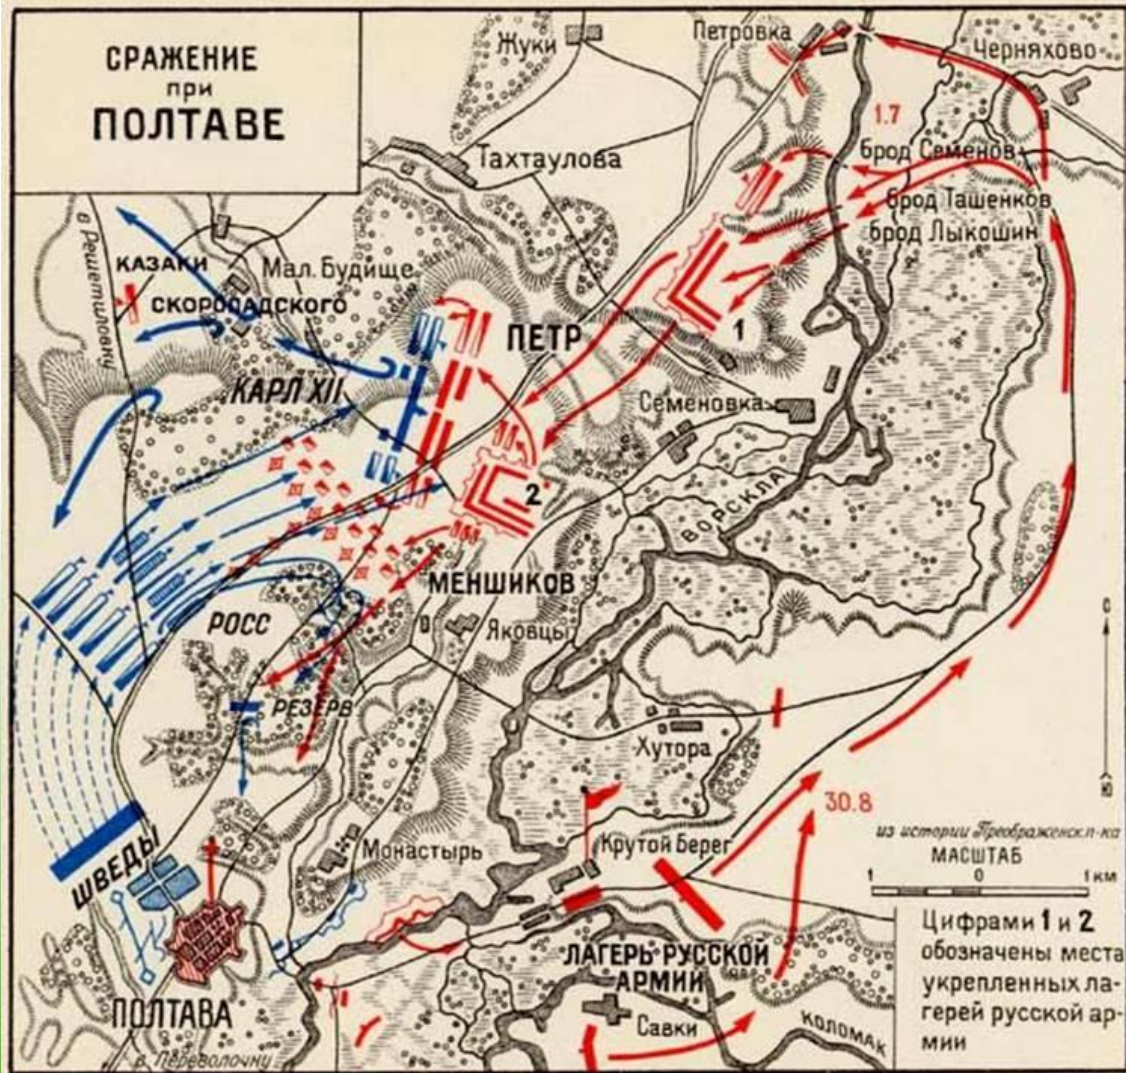 СРАЖЕНИЕ
при
ПОЛТАВЕ
Жуки
Петровка
Черняхово
1.7
Тахтаулова
брод Семенов
брод Ташенков
брод Лыкошин
в Решетиловку
КАЗАКИ
СКОРОПАДСКОГО
Мал. Будище
ПЕТР
1
КАРЛ XII
Семеновка
2
ВОРСКЛА
МЕНШИКОВ
РОСС
Яковцы
РЕЗЕРВ
Хутора
с
ю
30.8
из истории Преображенск. п-ка
МАСШТАБ
1 0 1 км
ШВЕДЫ
Монастырь
Крутой Берег
ЛАГЕРЬ РУССКОЙ
АРМИИ
ПОЛТАВА
Савки
КОЛОМАК
в Переволочну
Цифрами 1 и 2
обозначены места
укрепленных ла-
герей русской ар-
мии